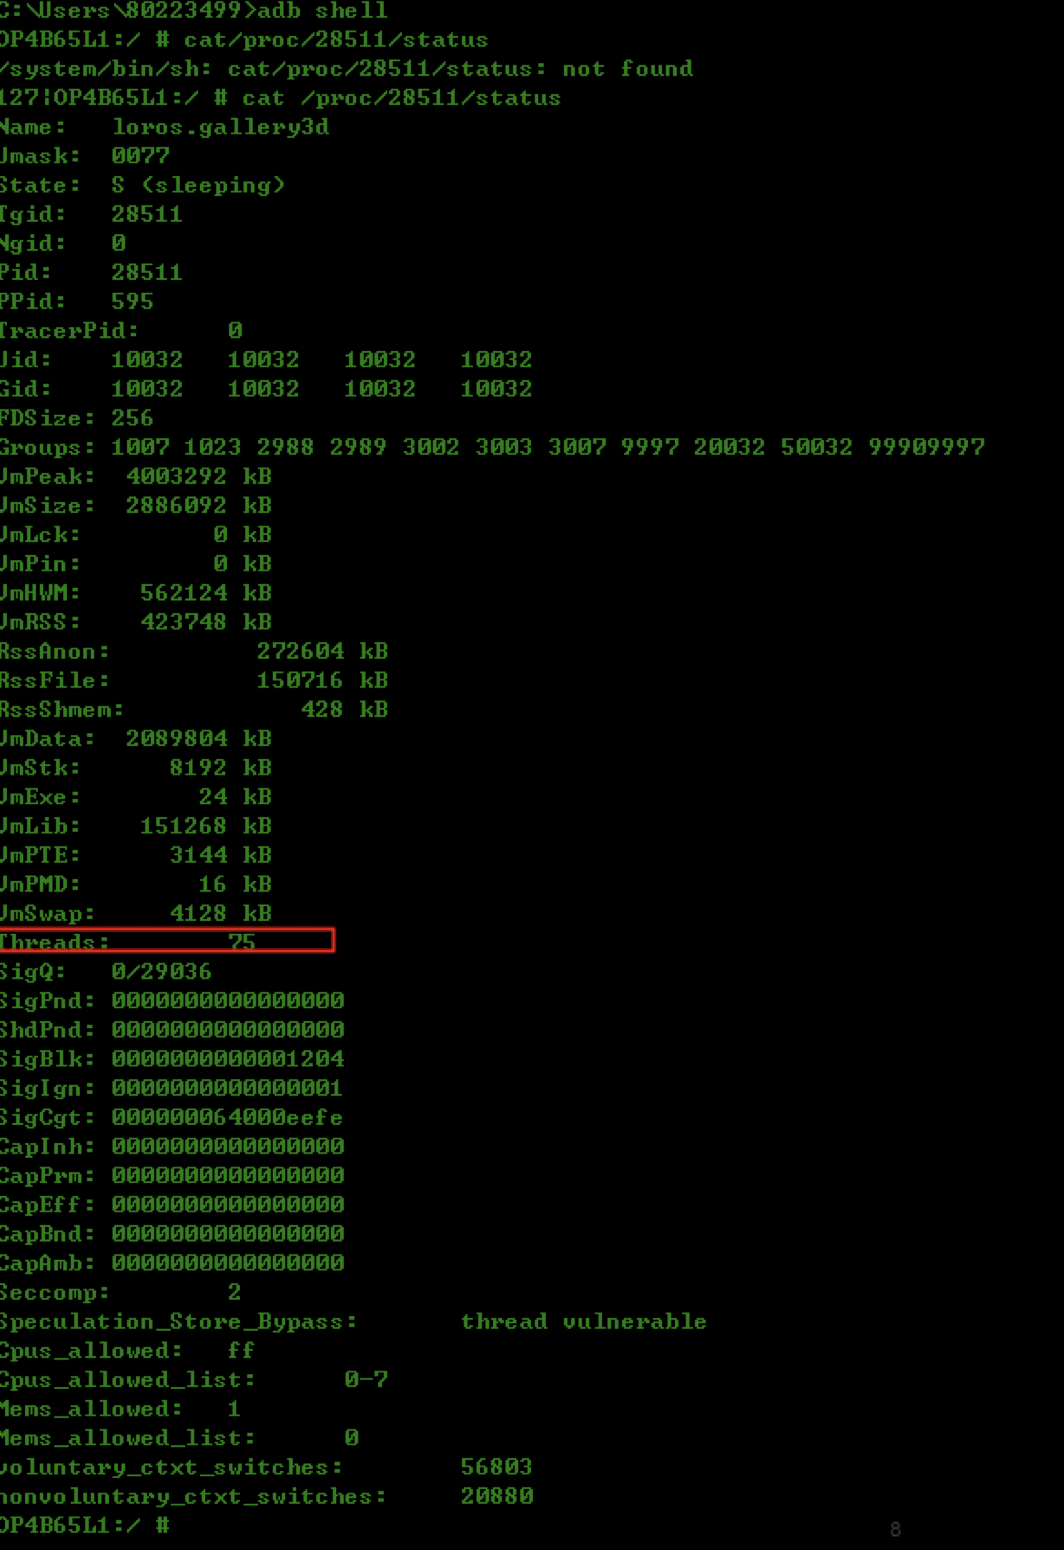 C:\Users\80223499>adb shell
OP4B65L1:/ # cat/proc/28511/status
/system/bin/sh: cat/proc/28511/status: not found
127|OP4B65L1:/ # cat /proc/28511/status
Name: loros.gallery3d
Umask: 0077
State: S (sleeping)
Tgid: 28511
Ngid: 0
Pid: 28511
PPid: 595
TracerPid: 0
Uid: 10032 10032 10032 10032
Gid: 10032 10032 10032 10032
FDSize: 256
Groups: 1007 1023 2988 2989 3002 3003 3007 9997 20032 50032 99909997
VmPeak: 4003292 kB
VmSize: 2886092 kB
VmLck: 0 kB
VmPin: 0 kB
VmHWM: 562124 kB
VmRSS: 423748 kB
RssAnon: 272604 kB
RssFile: 150716 kB
RssShmem: 428 kB
VmData: 2089804 kB
VmStk: 8192 kB
VmExe: 24 kB
VmLib: 151268 kB
VmPTE: 3144 kB
VmPMD: 16 kB
VmSwap: 4128 kB
Threads: 75
SigQ: 0/29036
SigPnd: 0000000000000000
ShdPnd: 0000000000000000
SigBlk: 0000000000001204
SigIgn: 0000000000000001
SigCgt: 000000064000eefe
CapInh: 0000000000000000
CapPrm: 0000000000000000
CapEff: 0000000000000000
CapBnd: 0000000000000000
CapAmb: 0000000000000000
Seccomp: 2
Speculation_Store_Bypass: thread vulnerable
Cpus_allowed: ff
Cpus_allowed_list: 0-7
Mems_allowed: 1
Mems_allowed_list: 0
voluntary_ctxt_switches: 56803
nonvoluntary_ctxt_switches: 20880
OP4B65L1:/ #
8